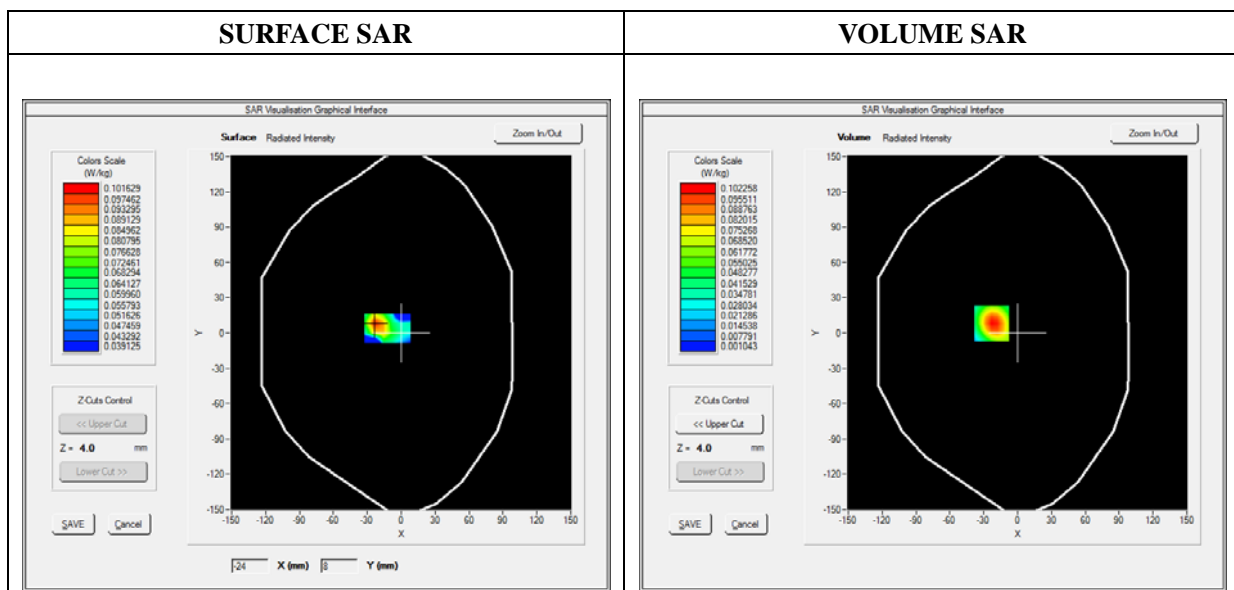 SURFACE SAR
VOLUME SAR
SAR Visualisation Graphical Interface
Surface Radiated Intensity
Zoom In/Out
Colors Scale
(W/kg)
0.101629
0.097462
0.093295
0.089129
0.084962
0.080795
0.076628
0.072461
0.068294
0.064127
0.059960
0.055793
0.051626
0.047459
0.043292
0.039125
Z-Cuts Control
<< Upper Cut
Z = 4.0 mm
Lower Cut >>
SAVE Cancel
150
120
90
60
30
0
-30
-60
-90
-120
-150
Y
-150 -120 -90 -60 -30 0 30 60 90 120 150
X
-24 X (mm) 8 Y (mm)
SAR Visualisation Graphical Interface
Volume Radiated Intensity
Zoom In/Out
Colors Scale
(W/kg)
0.102258
0.095511
0.088763
0.082015
0.075268
0.068520
0.061772
0.055025
0.048277
0.041529
0.034781
0.028034
0.021286
0.014538
0.007791
0.001043
Z-Cuts Control
<< Upper Cut
Z = 4.0 mm
Lower Cut >>
SAVE Cancel
150
120
90
60
30
0
-30
-60
-90
-120
-150
Y
-150 -120 -90 -60 -30 0 30 60 90 120 150
X